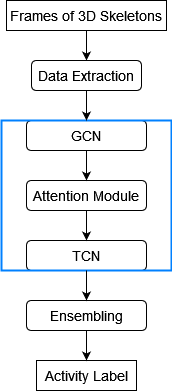 Frames of 3D Skeletons
Data Extraction
GCN
Attention Module
TCN
Ensembling
Activity Label